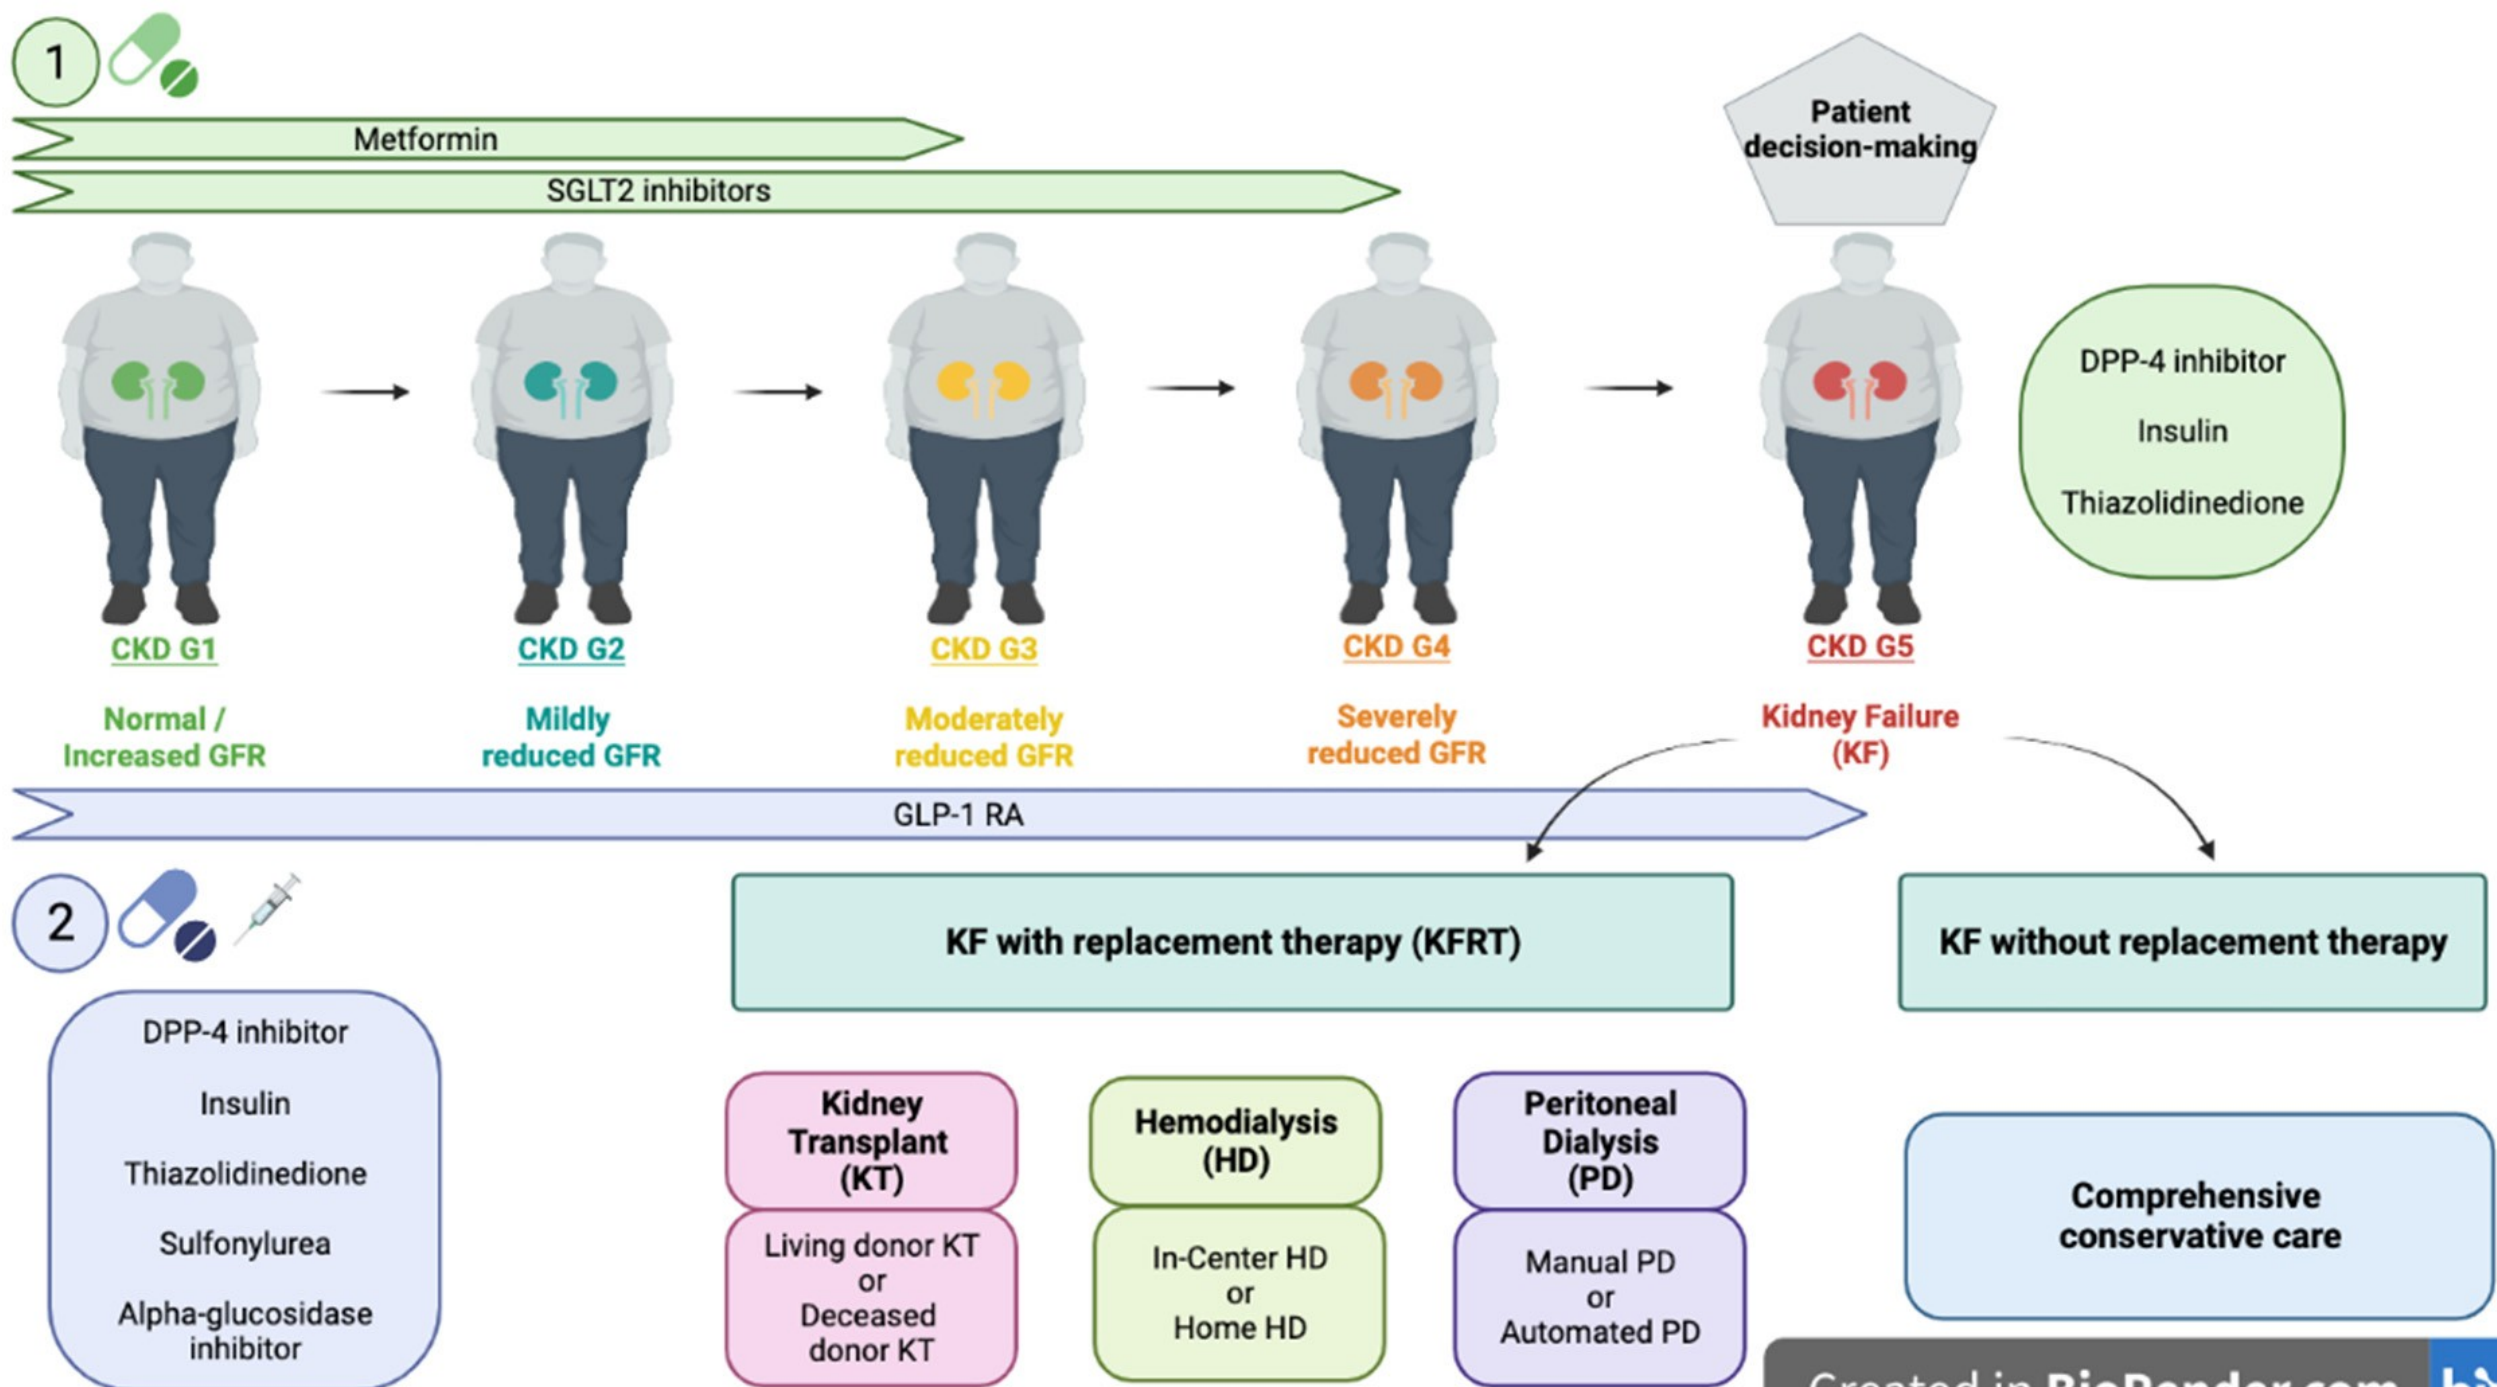 1
Metformin
SGLT2 inhibitors
Patient
decision-making
DPP-4 inhibitor
Insulin
Thiazolidinedione
CKD G1
Normal /
Increased GFR
CKD G2
Mildly
reduced GFR
CKD G3
Moderately
reduced GFR
CKD G4
Severely
reduced GFR
CKD G5
Kidney Failure
(KF)
GLP-1 RA
2
DPP-4 inhibitor
Insulin
Thiazolidinedione
Sulfonylurea
Alpha-glucosidase
inhibitor
KF with replacement therapy (KFRT)
Kidney
Transplant
(KT)
Living donor KT
or
Deceased
donor KT
Hemodialysis
(HD)
In-Center HD
or
Home HD
Peritoneal
Dialysis
(PD)
Manual PD
or
Automated PD
KF without replacement therapy
Comprehensive
conservative care
Created in BioRender.com